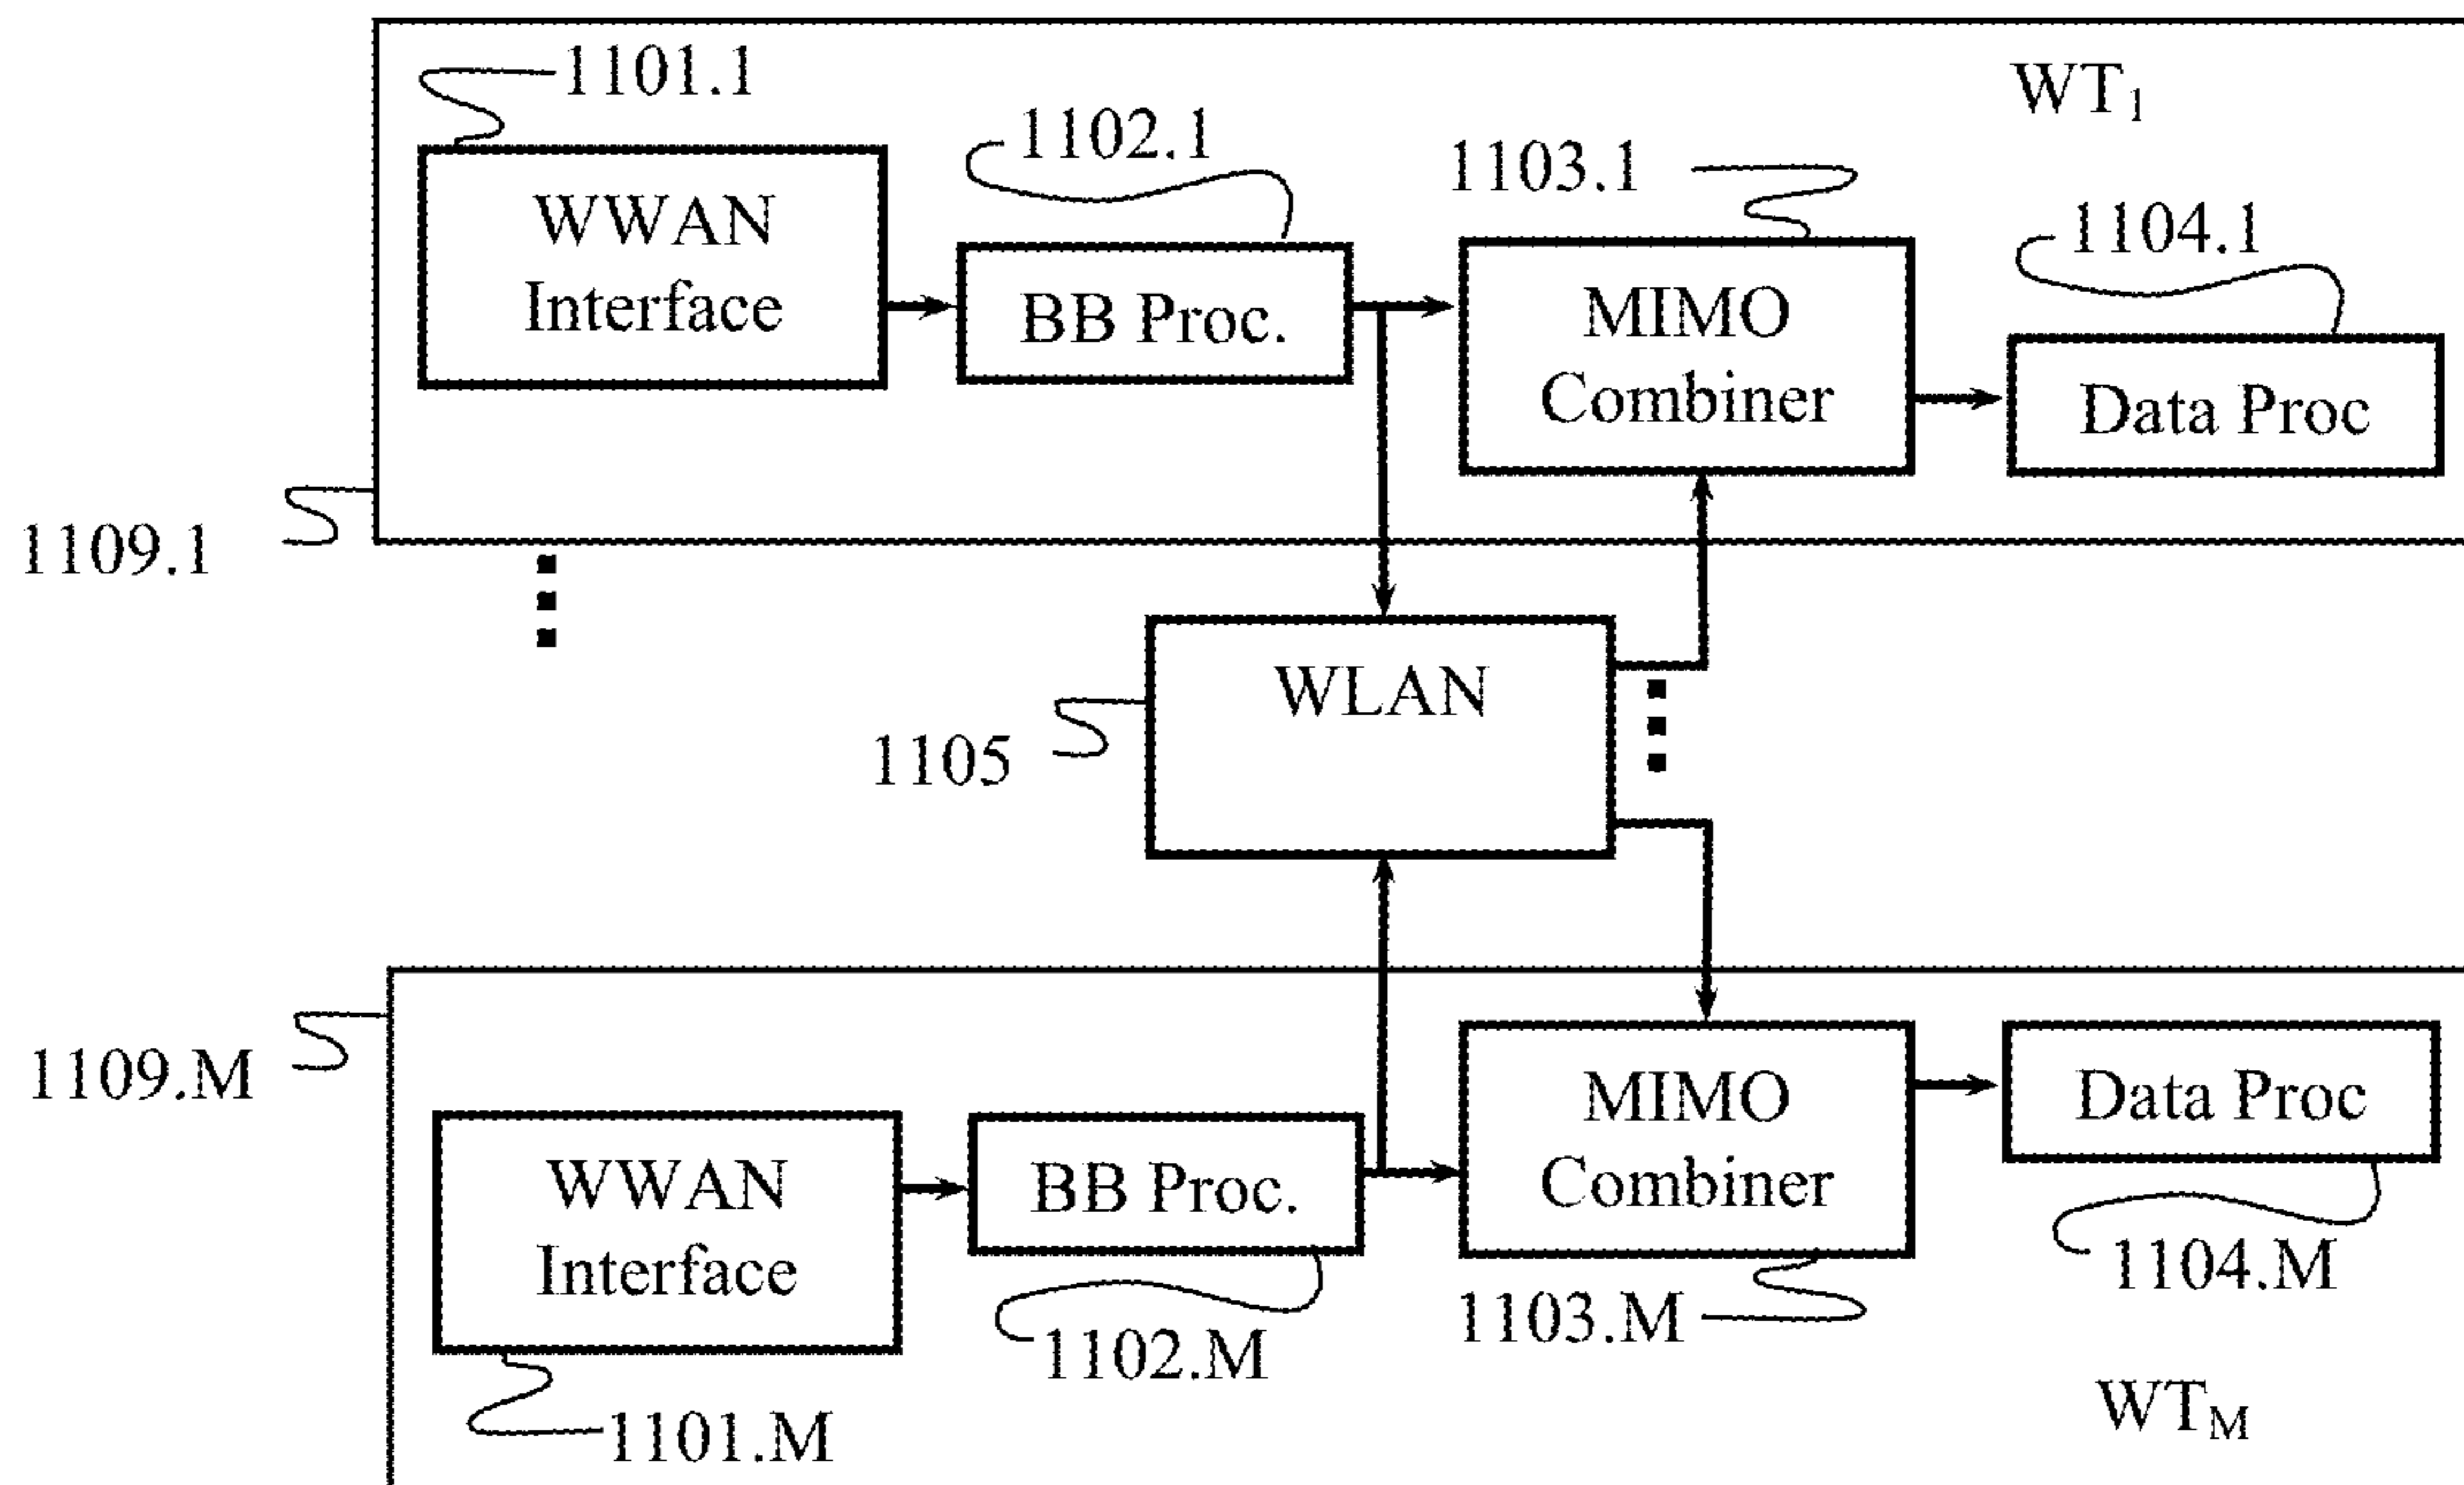 1101.1
WT1
1102.1
1103.1
1104.1
WWAN
Interface
BB Proc.
MIMO
Combiner
Data Proc
1109.1
WLAN
1105
1109.M
WWAN
Interface
BB Proc.
MIMO
Combiner
Data Proc
1101.M
1102.M
1103.M
1104.M
WTM